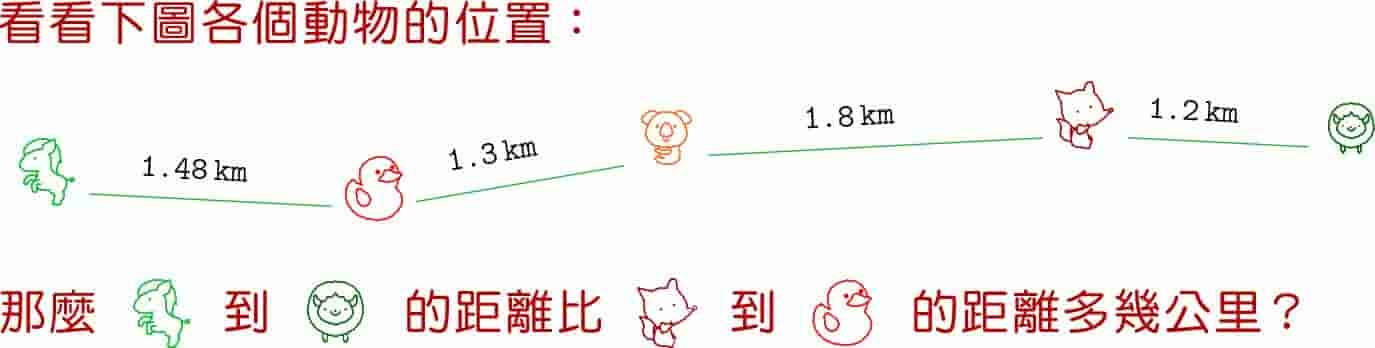 看看下圖各個動物的位置：
1.48 km
1.3 km
1.8 km
1.2 km
那麼 到 的距離比 到 的距離多幾公里？